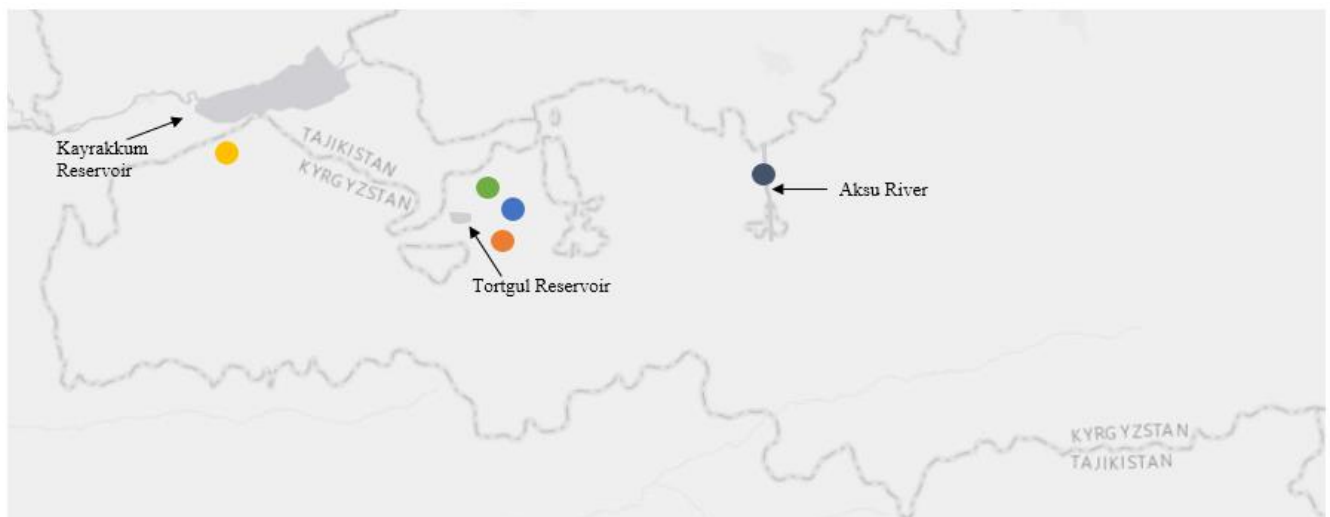 TAJIKISTAN
KYRGYZSTAN
Kayrakkum
Reservoir
Aksu River
Tortgul Reservoir
KYRGYZSTAN
TAJIKISTAN